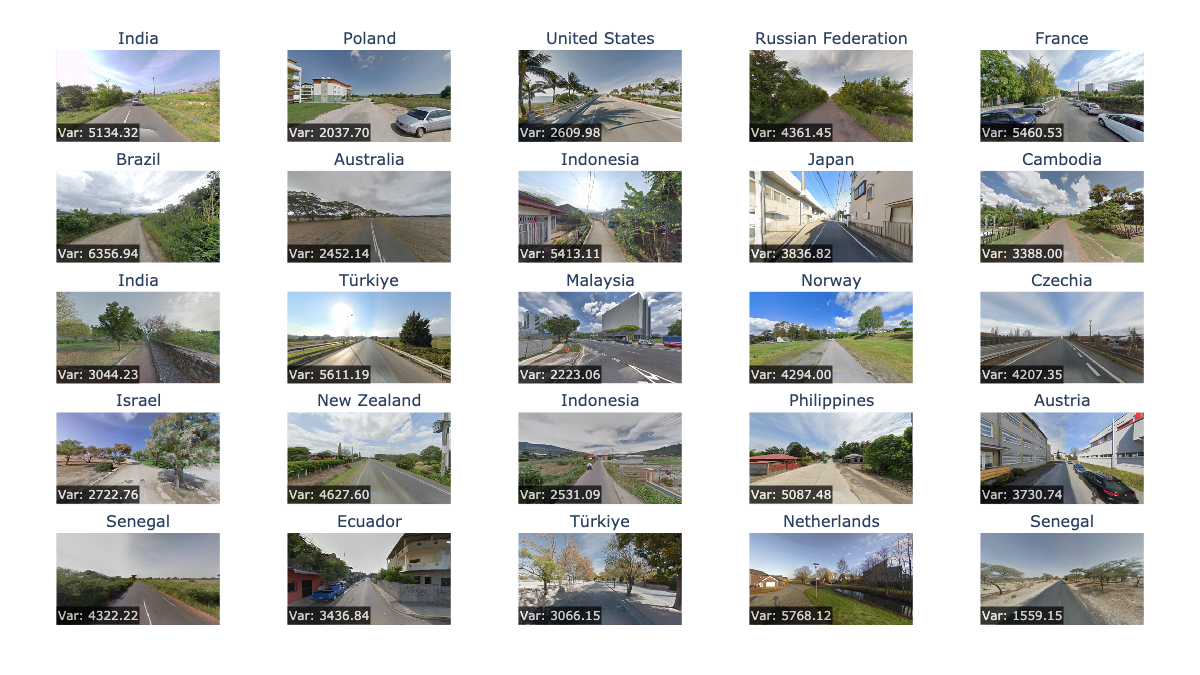 India
Poland
United States
Russian Federation
France
Var: 5134.32
Var: 2037.70
Var: 2609.98
Var: 4361.45
Var: 5460.53
Brazil
Australia
Indonesia
Japan
Cambodia
Var: 6356.94
Var: 2452.14
Var: 5413.11
Var: 3836.82
Var: 3388.00
India
Türkiye
Malaysia
Norway
Czechia
Var: 3044.23
Var: 5611.19
Var: 2223.06
Var: 4294.00
Var: 4207.35
Israel
New Zealand
Indonesia
Philippines
Austria
Var: 2722.76
Var: 4627.60
Var: 2531.09
Var: 5087.48
Var: 3730.74
Senegal
Ecuador
Türkiye
Netherlands
Senegal
Var: 4322.22
Var: 3436.84
Var: 3066.15
Var: 5768.12
Var: 1559.15